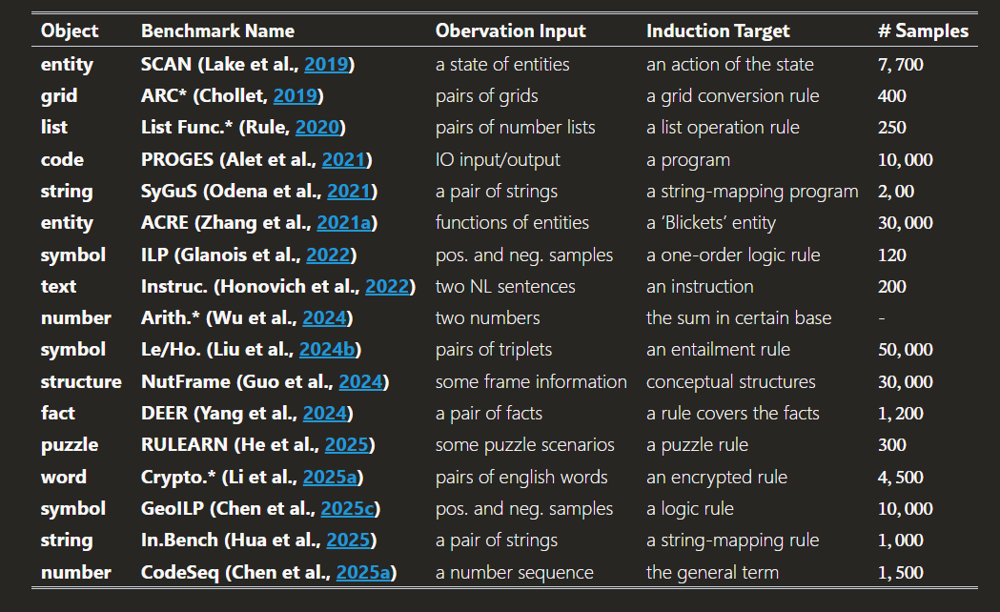 Object Benchmark Name Obervation Input Induction Target # Samples
entity SCAN (Lake et al., 2019) a state of entities an action of the state 7, 700
grid ARC* (Chollet, 2019) pairs of grids a grid conversion rule 400
list List Func.* (Rule, 2020) pairs of number lists a list operation rule 250
code PROGES (Alet et al., 2021) IO input/output a program 10, 000
string SyGuS (Odena et al., 2021) a pair of strings a string-mapping program 2, 00
entity ACRE (Zhang et al., 2021a) functions of entities a ‘Blickets’ entity 30, 000
symbol ILP (Glanois et al., 2022) pos. and neg. samples a one-order logic rule 120
text Instruc. (Honovich et al., 2022) two NL sentences an instruction 200
number Arith.* (Wu et al., 2024) two numbers the sum in certain base -
symbol Le/Ho. (Liu et al., 2024b) pairs of triplets an entailment rule 50, 000
structure NutFrame (Guo et al., 2024) some frame information conceptual structures 30, 000
fact DEER (Yang et al., 2024) a pair of facts a rule covers the facts 1, 200
puzzle RULEARN (He et al., 2025) some puzzle scenarios a puzzle rule 300
word Crypto.* (Li et al., 2025a) pairs of english words an encrypted rule 4, 500
symbol GeoILP (Chen et al., 2025c) pos. and neg. samples a logic rule 10, 000
string In.Bench (Hua et al., 2025) a pair of strings a string-mapping rule 1, 000
number CodeSeq (Chen et al., 2025a) a number sequence the general term 1, 500